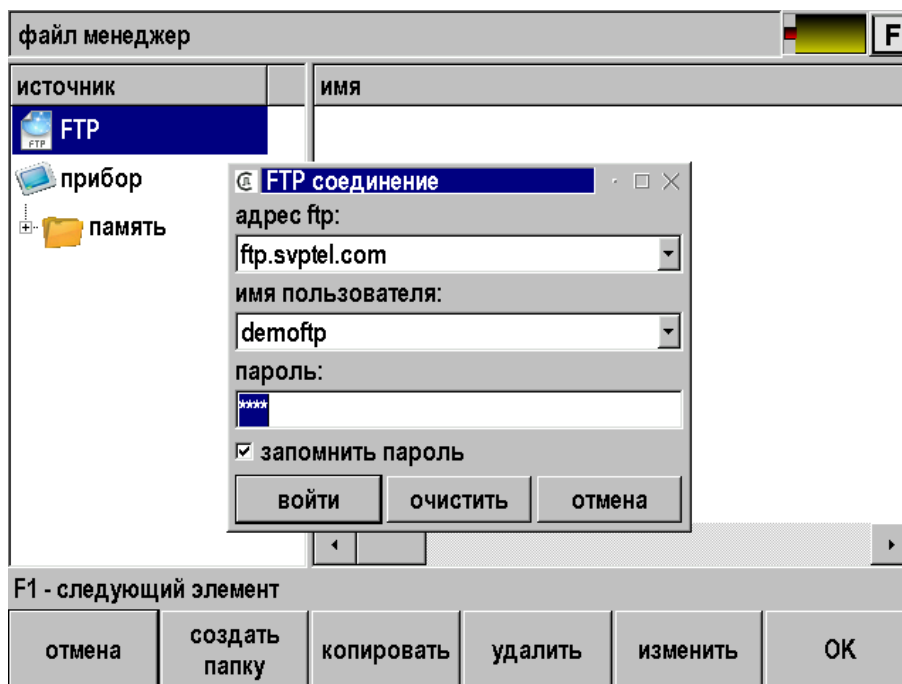 файл менеджер
F
источник
имя
FTP
FTP
прибор
память
FTP соединение
адрес ftp:
ftp.svptel.com
имя пользователя:
demoftp
пароль:
****
запомнить пароль
войти
очистить
отмена
F1 - следующий элемент
отмена
создать
папку
копировать
удалить
изменить
OK